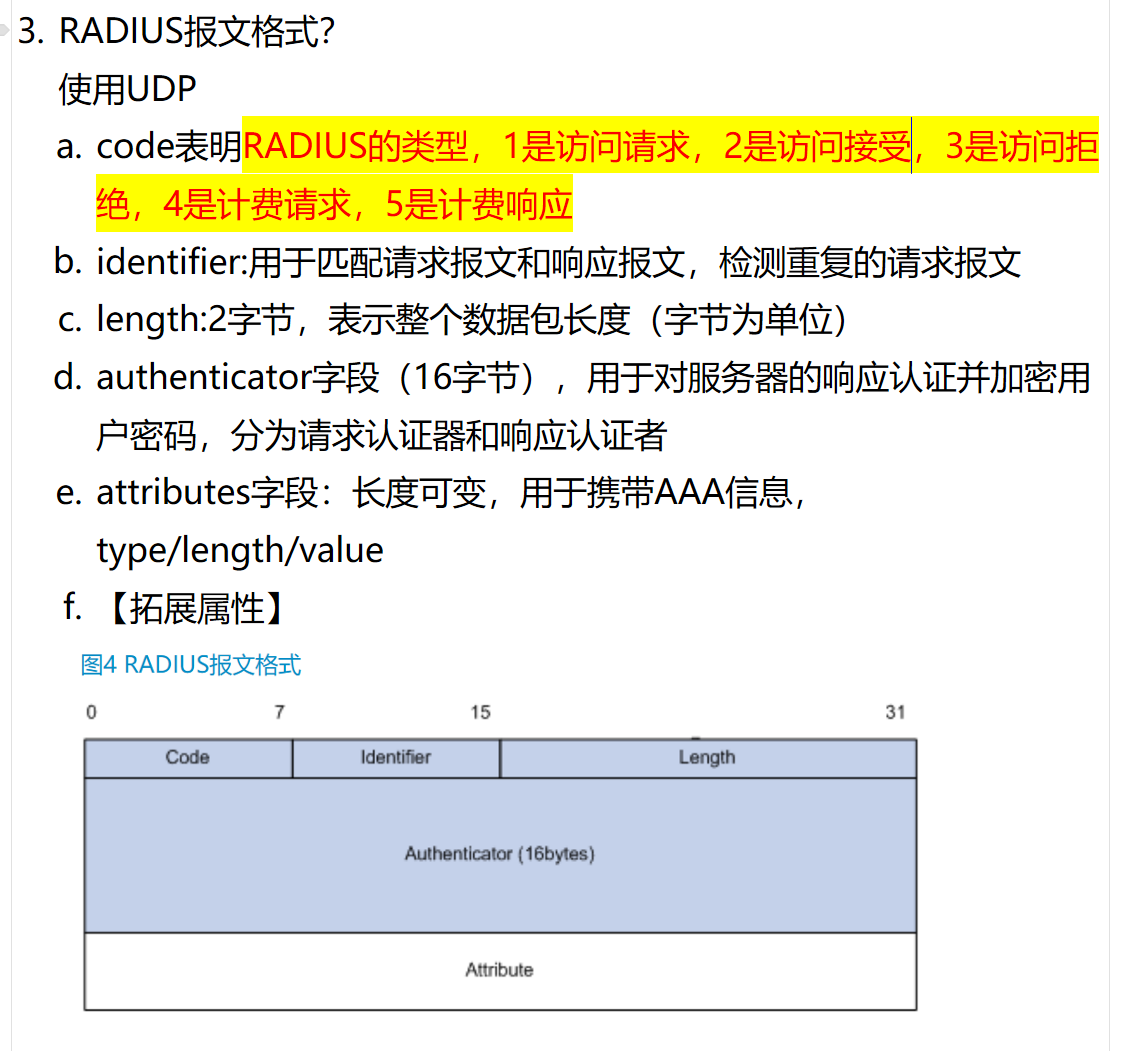 3. RADIUS报文格式?
使用UDP
a. code表明RADIUS的类型，1是访问请求，2是访问接受，3是访问拒
绝，4是计费请求，5是计费响应
b. identifier:用于匹配请求报文和响应报文，检测重复的请求报文
c. length:2字节，表示整个数据包长度（字节为单位）
d. authenticator字段（16字节），用于对服务器的响应认证并加密用
户密码，分为请求认证器和响应认证者
e. attributes字段：长度可变，用于携带AAA信息，
type/length/value
f. 【拓展属性】
图4 RADIUS报文格式
0 7 15 31
Code Identifier Length
Authenticator (16bytes)
Attribute